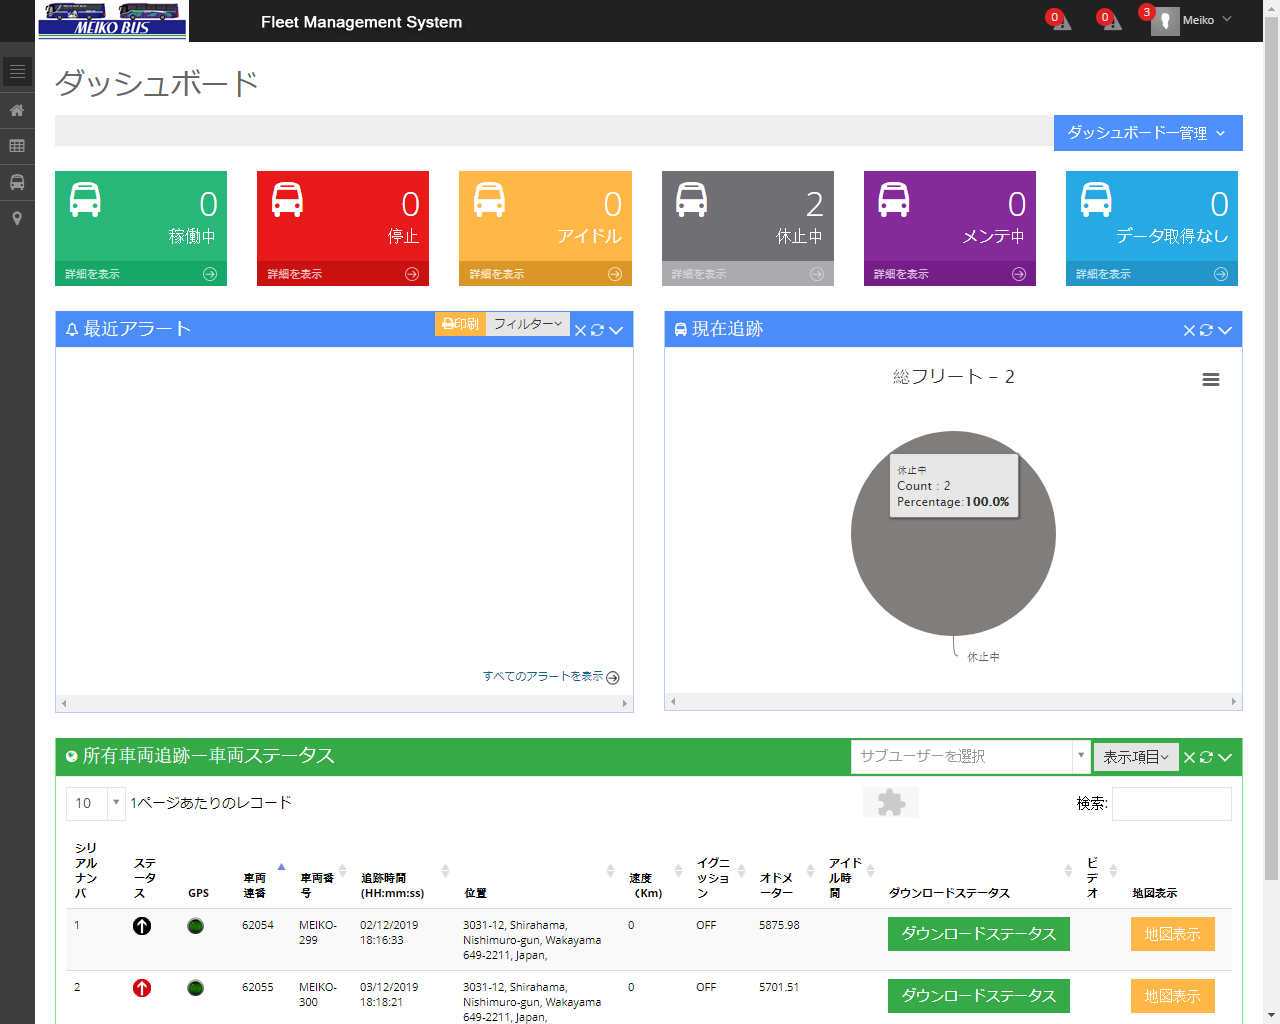 MEIKO BUS
Fleet Management System
0
0
3
Meiko
ダッシュボード
ダッシュボードー管理
0
稼働中
詳細を表示
0
停止
詳細を表示
0
アイドル
詳細を表示
2
休止中
詳細を表示
0
メンテ中
詳細を表示
0
データ取得なし
詳細を表示
最近アラート
印刷
フィルター
すべてのアラートを表示
現在追跡
総フリート - 2
休止中
Count : 2
Percentage:100.0%
休止中
所有車両追跡ー車両ステータス
サブユーザーを選択
表示項目
10
1ページあたりのレコード
検索:
シリアルナンバ
ステータス
GPS
車両連番
車両番号
追跡時間 (HH:mm:ss)
位置
速度（Km)
イグニッション
オドメーター
アイドル時間
ダウンロードステータス
ビデオ
地図表示
1
62054
MEIKO-299
02/12/2019 18:16:33
3031-12, Shirahama,
Nishimuro-gun, Wakayama
649-2211, Japan,
0
OFF
5875.98
ダウンロードステータス
地図表示
2
62055
MEIKO-300
03/12/2019 18:18:21
3031-12, Shirahama,
Nishimuro-gun, Wakayama
649-2211, Japan,
0
OFF
5701.51
ダウンロードステータス
地図表示